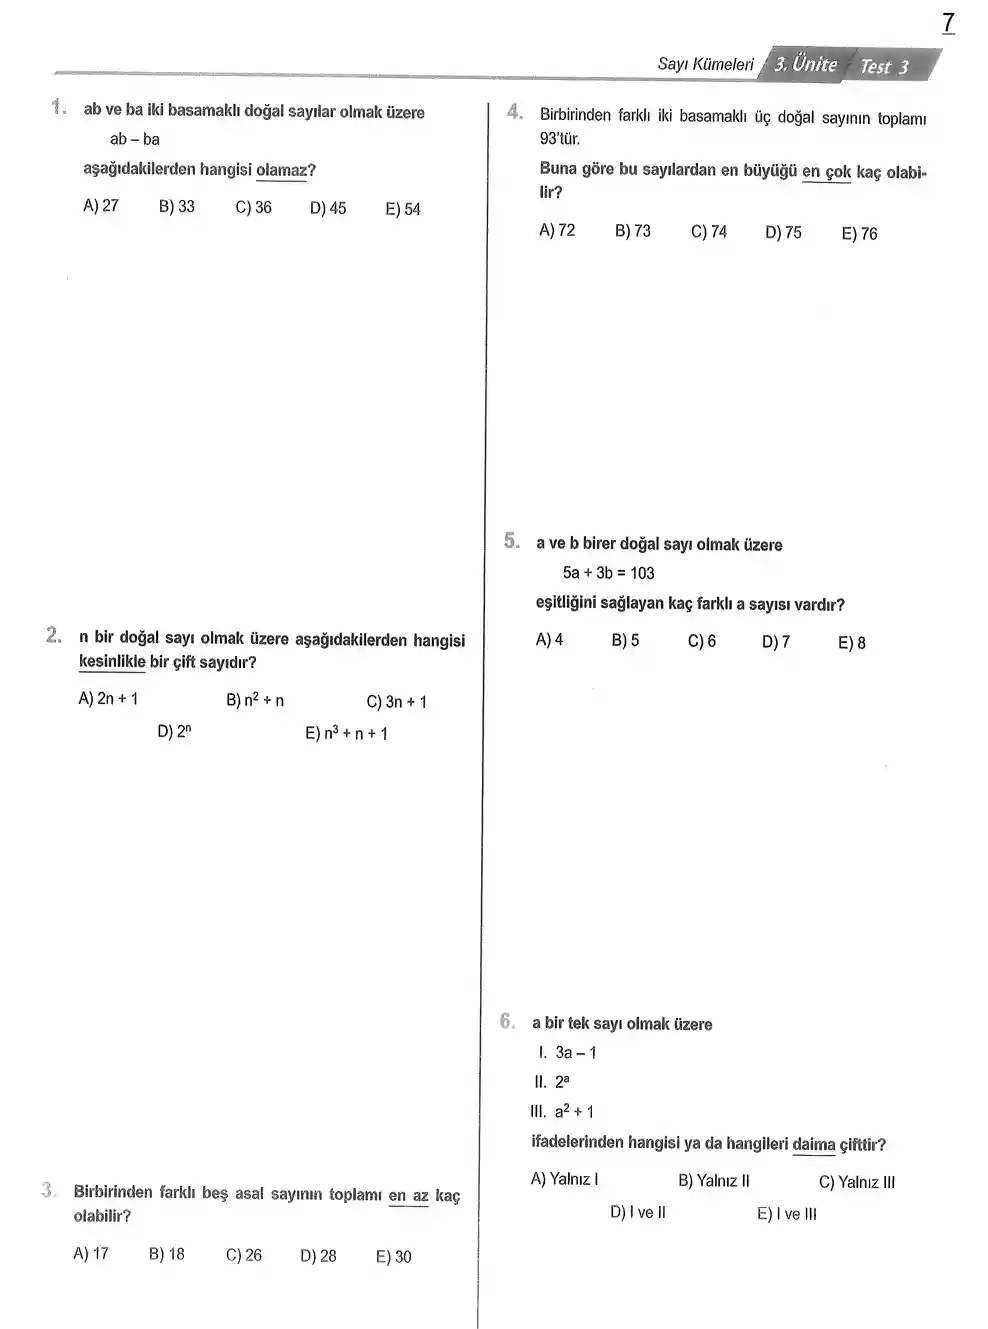 7
Sayı Kümeleri 3. Ünite Test 3
1. ab ve ba iki basamaklı doğal sayılar olmak üzere
ab – ba
aşağıdakilerden hangisi olamaz?
A) 27 B) 33 C) 36 D) 45 E) 54
2. n bir doğal sayı olmak üzere aşağıdakilerden hangisi
kesinlikle bir çift sayıdır?
A) 2n + 1 B) n² + n C) 3n + 1
D) 2ⁿ E) n³ + n + 1
3. Birbirinden farklı beş asal sayının toplamı en az kaç
olabilir?
A) 17 B) 18 C) 26 D) 28 E) 30
4. Birbirinden farklı iki basamaklı üç doğal sayının toplamı
93'tür.
Buna göre bu sayılardan en büyüğü en çok kaç olabi-
lir?
A) 72 B) 73 C) 74 D) 75 E) 76
5. a ve b birer doğal sayı olmak üzere
5a + 3b = 103
eşitliğini sağlayan kaç farklı a sayısı vardır?
A) 4 B) 5 C) 6 D) 7 E) 8
6. a bir tek sayı olmak üzere
I. 3a – 1
II. 2ᵃ
III. a² + 1
ifadelerinden hangisi ya da hangileri daima çifttir?
A) Yalnız I B) Yalnız II C) Yalnız III
D) I ve II E) I ve III